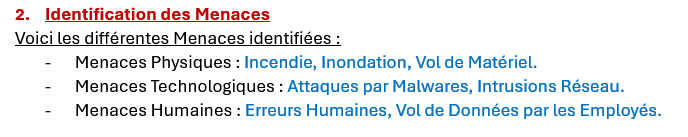 2. Identification des Menaces
Voici les différentes Menaces identifiées :
- Menaces Physiques : Incendie, Inondation, Vol de Matériel.
- Menaces Technologiques : Attaques par Malwares, Intrusions Réseau.
- Menaces Humaines : Erreurs Humaines, Vol de Données par les Employés.